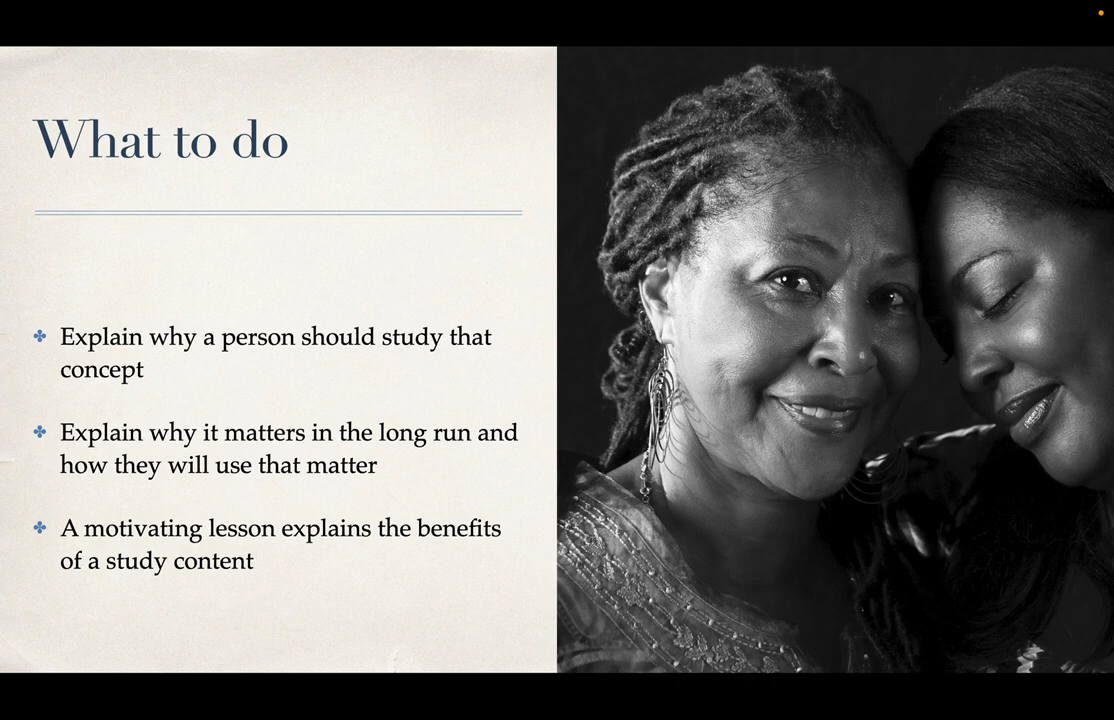 What to do
Explain why a person should study that
concept
Explain why it matters in the long run and
how they will use that matter
A motivating lesson explains the benefits
of a study content